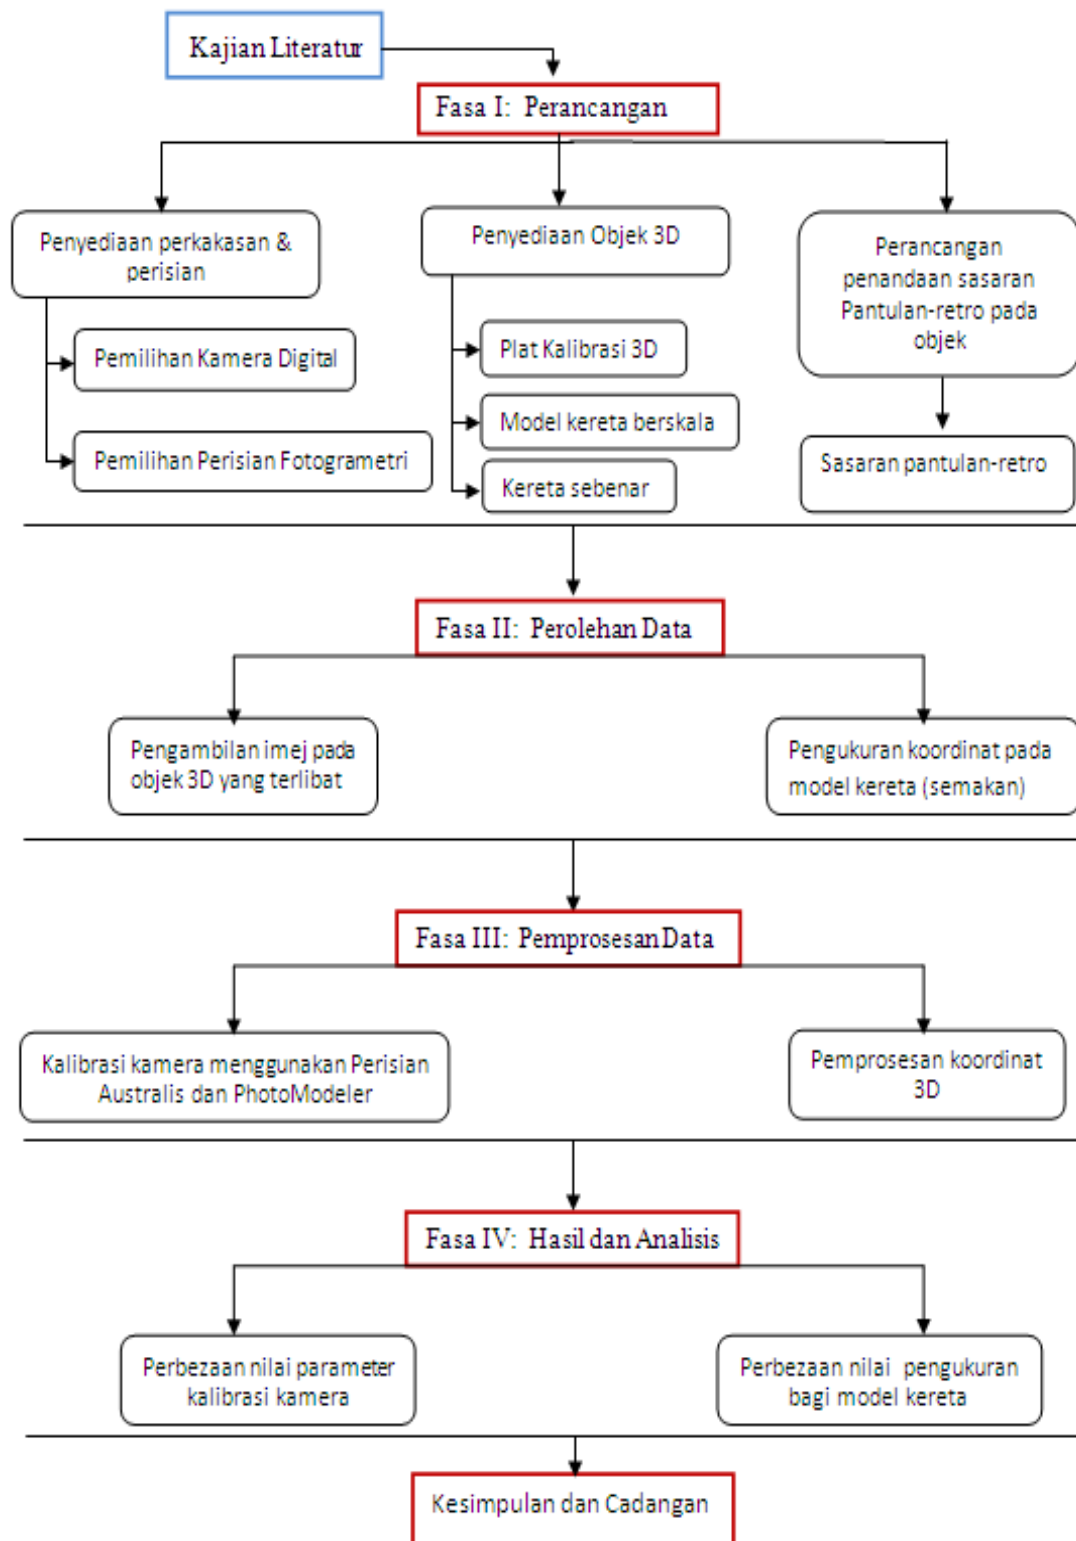 Kajian Literatur
Fasa I: Perancangan
Penyediaan perkakasan &
perisian
Pemilihan Kamera Digital
Pemilihan Perisian Fotogrametri
Penyediaan Objek 3D
Plat Kalibrasi 3D
Model kereta berskala
Kereta sebenar
Perancangan
penandaan sasaran
Pantulan-retro pada
objek
Sasaran pantulan-retro
Fasa II: Perolehan Data
Pengambilan imej pada
objek 3D yang terlibat
Pengukuran koordinat pada
model kereta (semakan)
Fasa III: Pemprosesan Data
Kalibrasi kamera menggunakan Perisian
Australis dan PhotoModeler
Pemprosesan koordinat
3D
Fasa IV: Hasil dan Analisis
Perbezaan nilai parameter
kalibrasi kamera
Perbezaan nilai pengukuran
bagi model kereta
Kesimpulan dan Cadangan